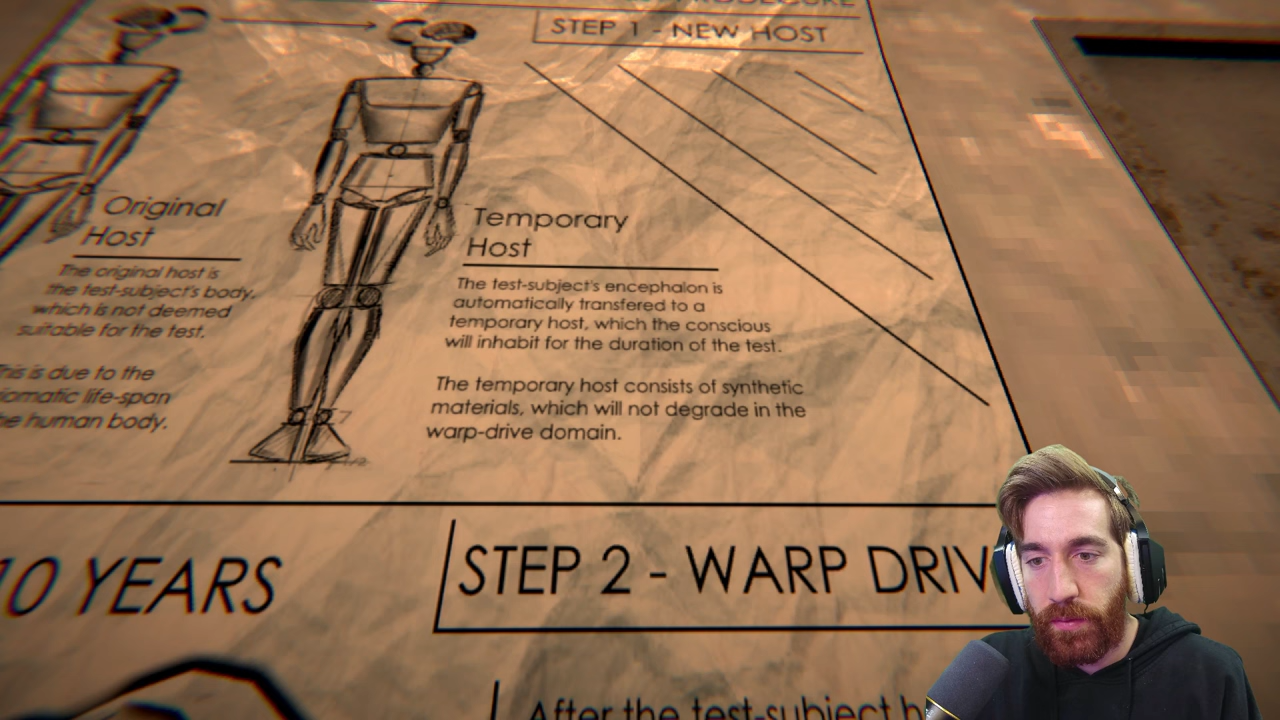 PROCEDURE
STEP 1 - NEW HOST
Original
Host
The original host is
the test-subject's body,
which is not deemed
suitable for the test.
This is due to the
life-span
human body.
Temporary
Host
The test-subject's encephalon is
automatically transfered to a
temporary host, which the conscious
will inhabit for the duration of the test.
The temporary host consists of synthetic
materials, which will not degrade in the
warp-drive domain.
10 YEARS
STEP 2 - WARP DRIV
After the test-subject h